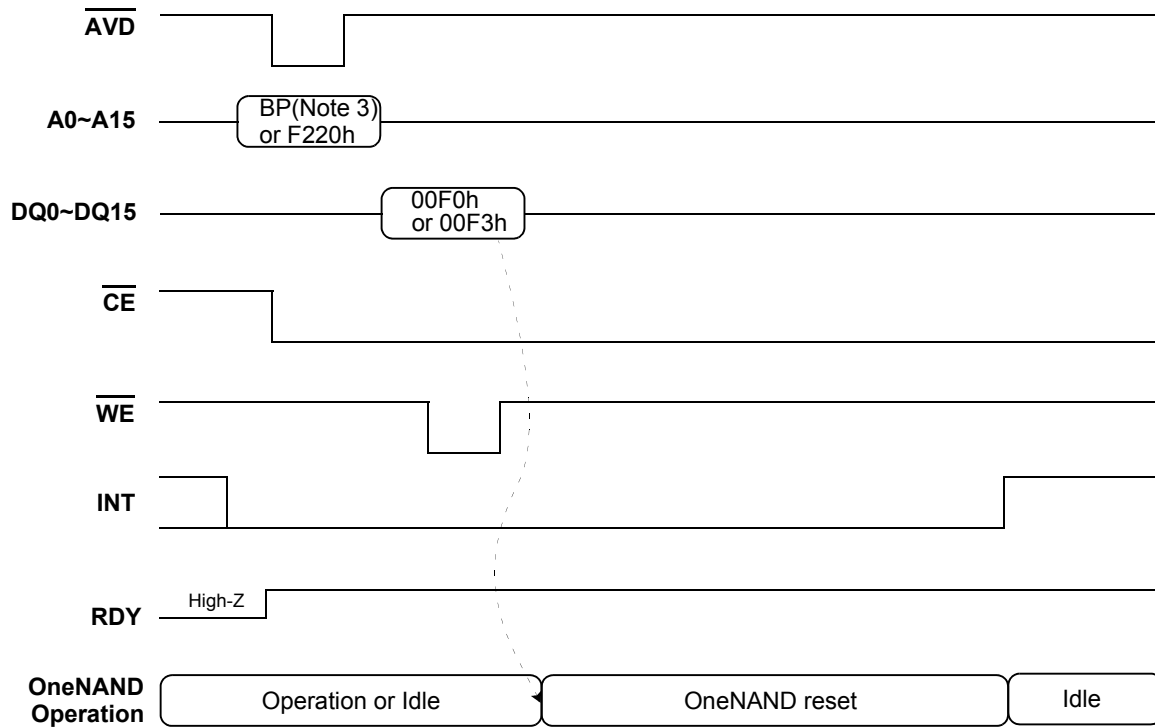 AVD
A0~A15
BP(Note 3)
or F220h
DQ0~DQ15
00F0h
or 00F3h
CE
WE
INT
RDY
High-Z
OneNAND
Operation
Operation or Idle
OneNAND reset
Idle